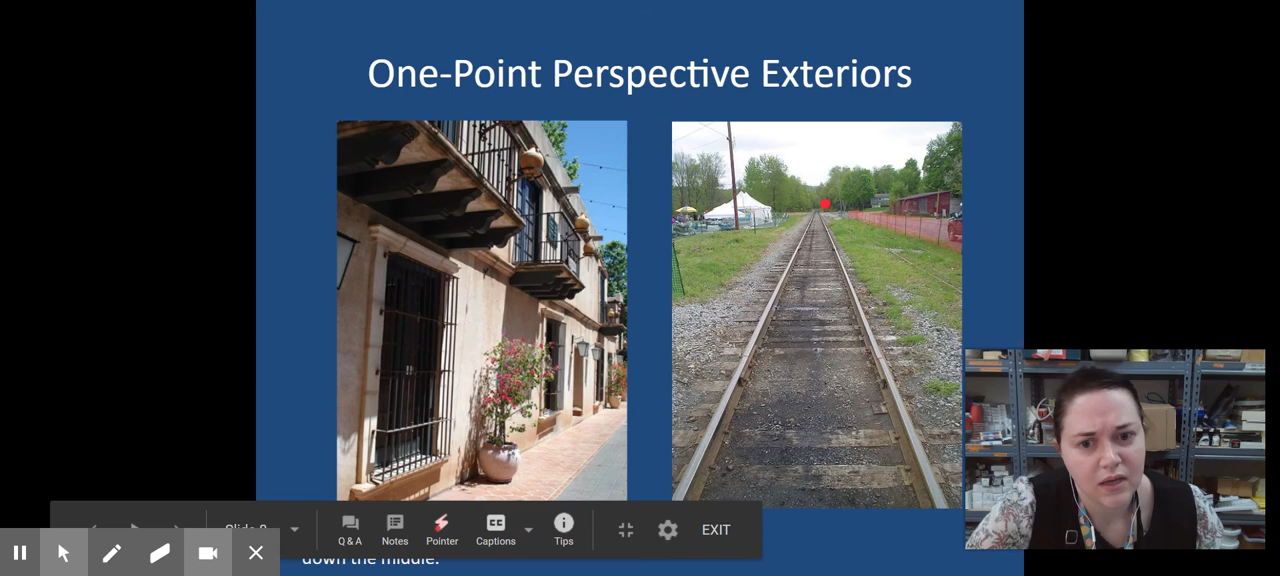 One-Point Perspective Exteriors
Q & A
Notes
Pointer
Captions
Tips
EXIT
down the middle.